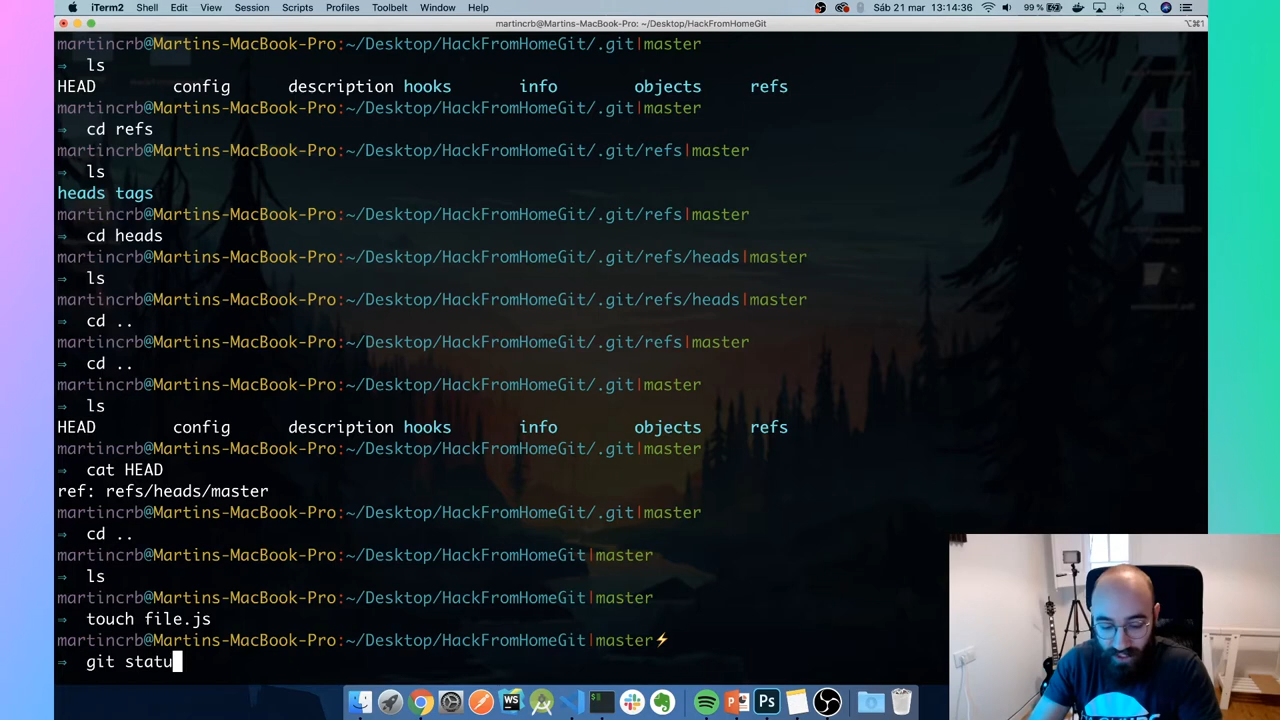 iTerm2 Shell Edit View Session Scripts Profiles Toolbelt Window Help 99 % Sáb 21 mar 13:14:36
martincrb@Martins-MacBook-Pro: ~/Desktop/HackFromHomeGit ⌥⌘1
martincrb@Martins-MacBook-Pro:~/Desktop/HackFromHomeGit/.git|master
⇒ ls
HEAD config description hooks info objects refs
martincrb@Martins-MacBook-Pro:~/Desktop/HackFromHomeGit/.git|master
⇒ cd refs
martincrb@Martins-MacBook-Pro:~/Desktop/HackFromHomeGit/.git/refs|master
⇒ ls
heads tags
martincrb@Martins-MacBook-Pro:~/Desktop/HackFromHomeGit/.git/refs|master
⇒ cd heads
martincrb@Martins-MacBook-Pro:~/Desktop/HackFromHomeGit/.git/refs/heads|master
⇒ ls
martincrb@Martins-MacBook-Pro:~/Desktop/HackFromHomeGit/.git/refs/heads|master
⇒ cd ..
martincrb@Martins-MacBook-Pro:~/Desktop/HackFromHomeGit/.git/refs|master
⇒ cd ..
martincrb@Martins-MacBook-Pro:~/Desktop/HackFromHomeGit/.git|master
⇒ ls
HEAD config description hooks info objects refs
martincrb@Martins-MacBook-Pro:~/Desktop/HackFromHomeGit/.git|master
⇒ cat HEAD
ref: refs/heads/master
martincrb@Martins-MacBook-Pro:~/Desktop/HackFromHomeGit/.git|master
⇒ cd ..
martincrb@Martins-MacBook-Pro:~/Desktop/HackFromHomeGit|master
⇒ ls
martincrb@Martins-MacBook-Pro:~/Desktop/HackFromHomeGit|master
⇒ touch file.js
martincrb@Martins-MacBook-Pro:~/Desktop/HackFromHomeGit|master⚡
⇒ git statu
WS
Ps